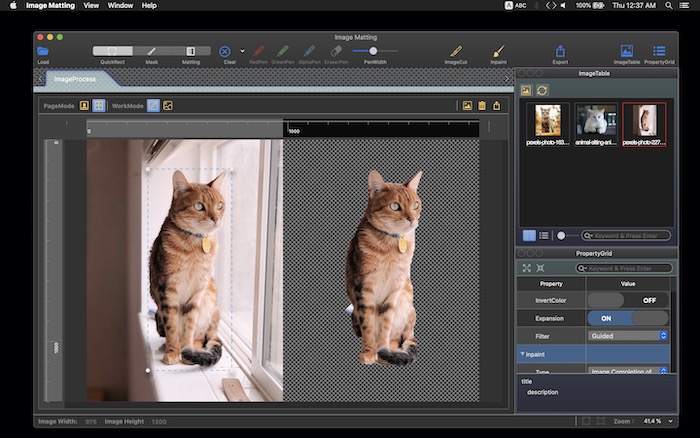 Image Matting View Window Help
A ABC 100% Thu 12:37 AM
Image Matting
Load QuickRect Mask Matting Clear RedPen GreenPen AlphaPen EraserPen PenWidth ImageCut Inpaint Export ImageTable PropertyGrid
ImageProcess
PageMode WorkMode
0 1000
0
1000
ImageTable
pexels-photo-163... animal-sitting-ani... pexels-photo-227...
Keyword & Press Enter
PropertyGrid
Keyword & Press Enter
Property Value
InvertColor OFF
Expansion ON
Filter Guided
Inpaint
Type Image Completion of
title
description
Image Width: 976 Image Height 1300 Zoom : 41.4 %